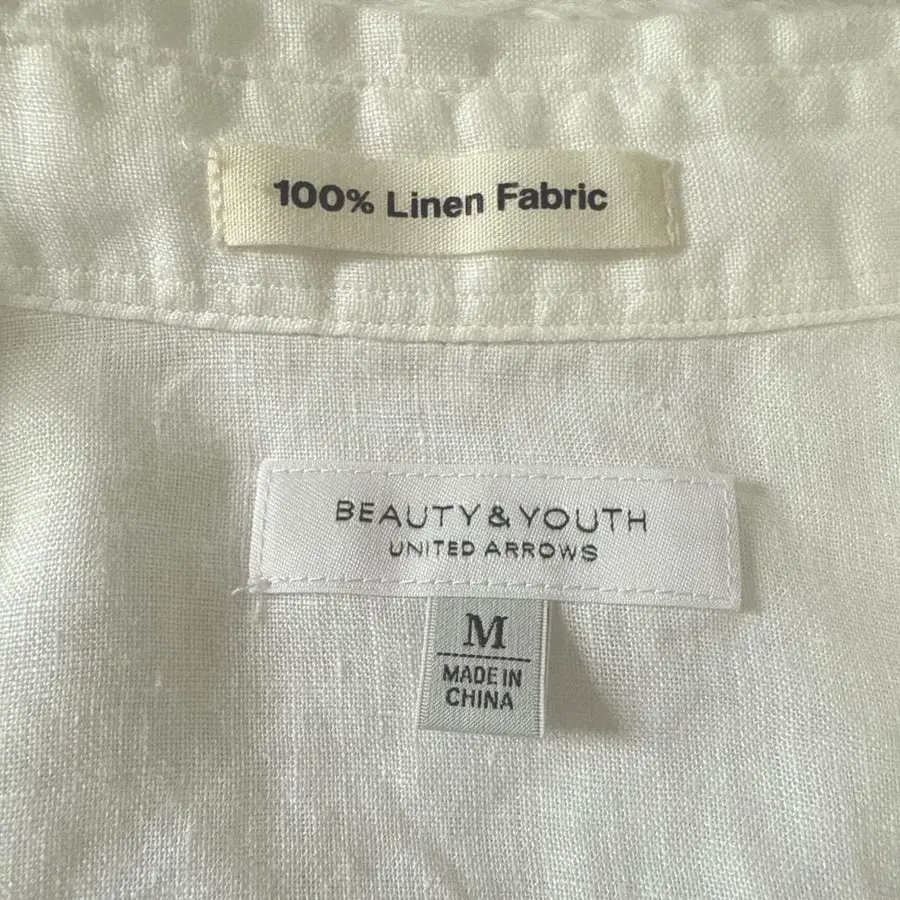 100% Linen Fabric
BEAUTY & YOUTH
UNITED ARROWS
M
MADE IN
CHINA